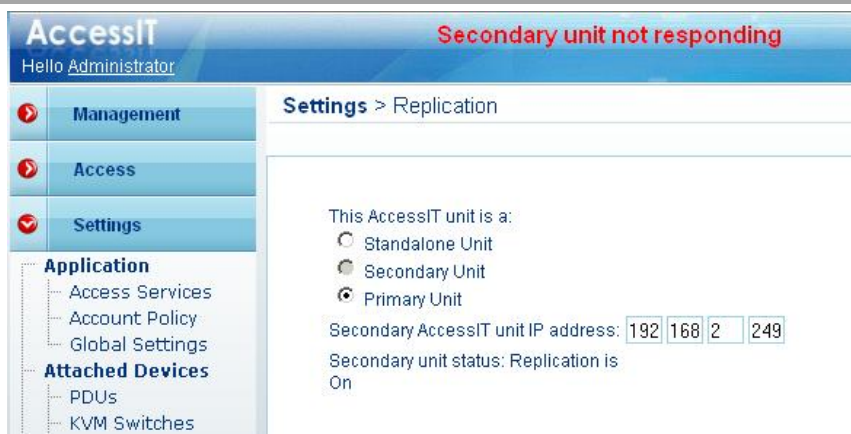 AccessIT
Secondary unit not responding
Hello Administrator
Management
Access
Settings
Application
Access Services
Account Policy
Global Settings
Attached Devices
PDUs
KVM Switches
Settings > Replication
This AccessIT unit is a:
Standalone Unit
Secondary Unit
Primary Unit
Secondary AccessIT unit IP address: 192 168 2 249
Secondary unit status: Replication is
On